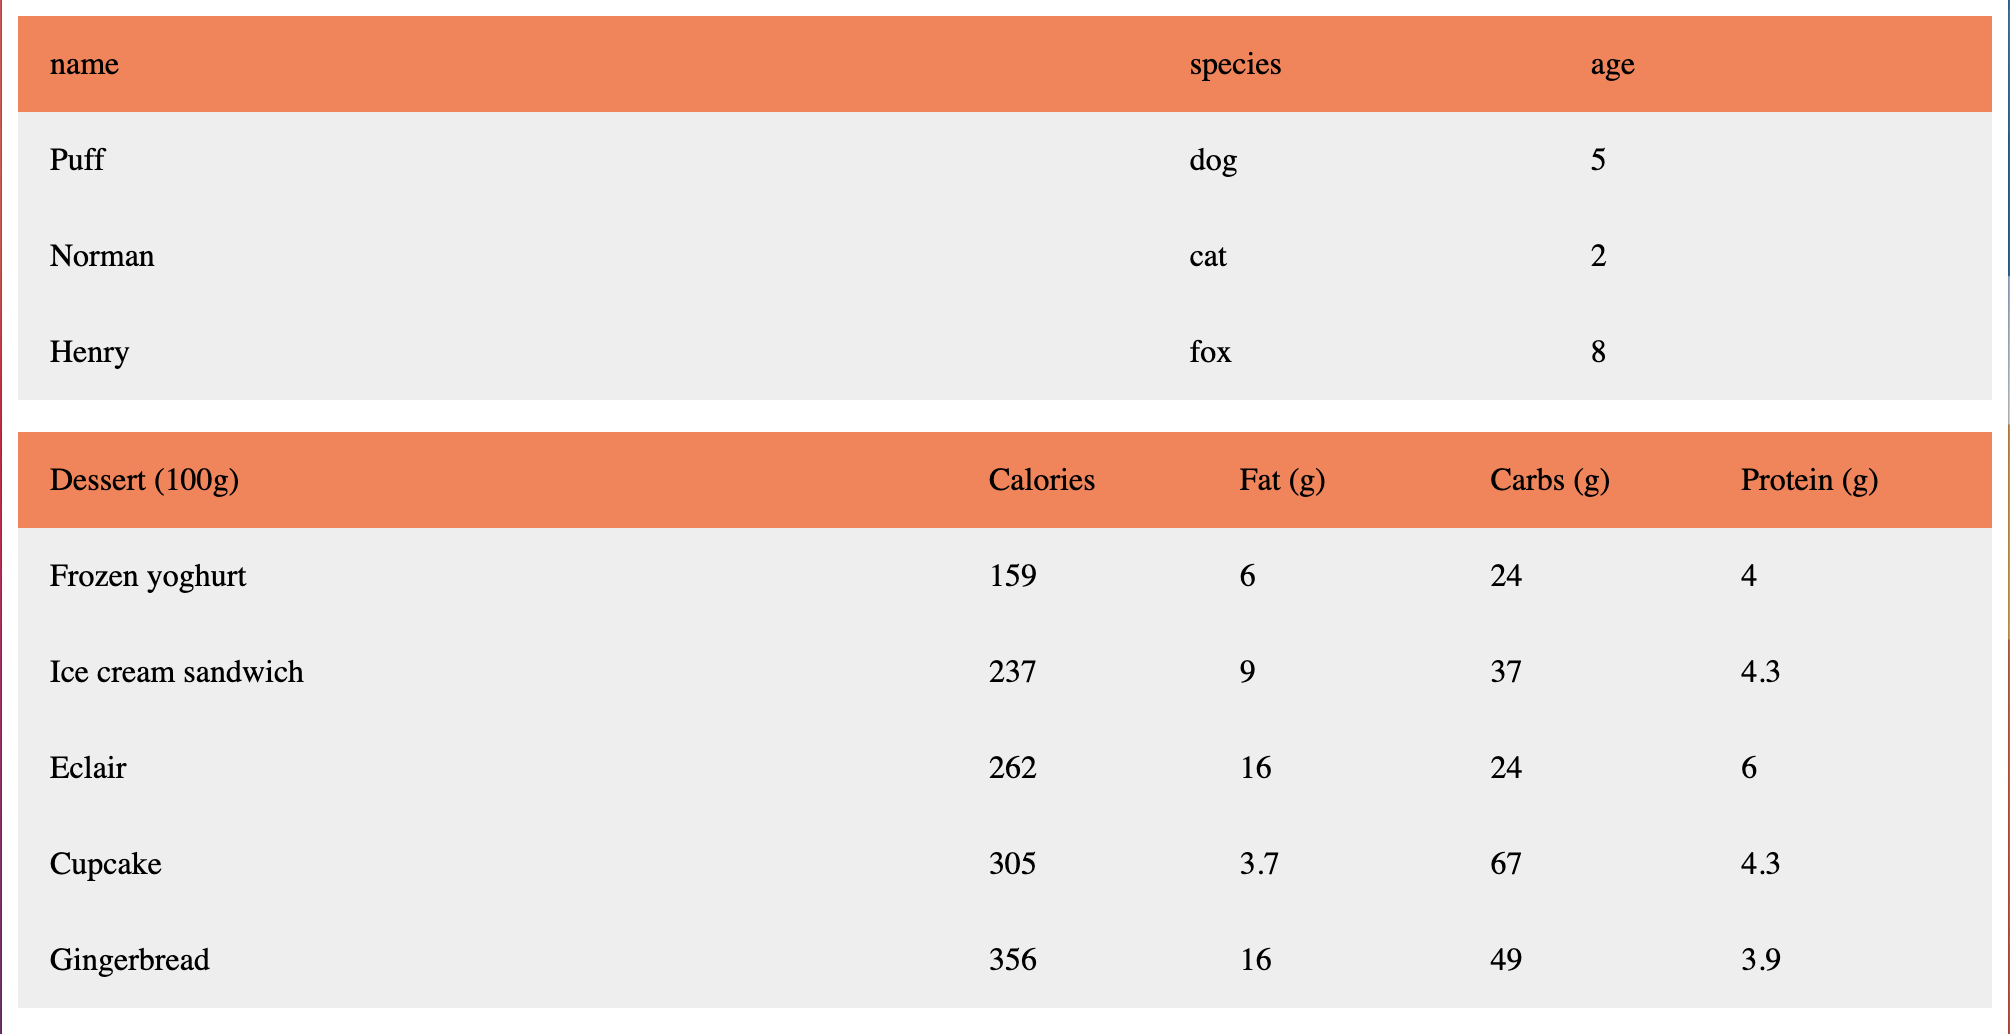 name species age
Puff dog 5
Norman cat 2
Henry fox 8
Dessert (100g) Calories Fat (g) Carbs (g) Protein (g)
Frozen yoghurt 159 6 24 4
Ice cream sandwich 237 9 37 4.3
Eclair 262 16 24 6
Cupcake 305 3.7 67 4.3
Gingerbread 356 16 49 3.9